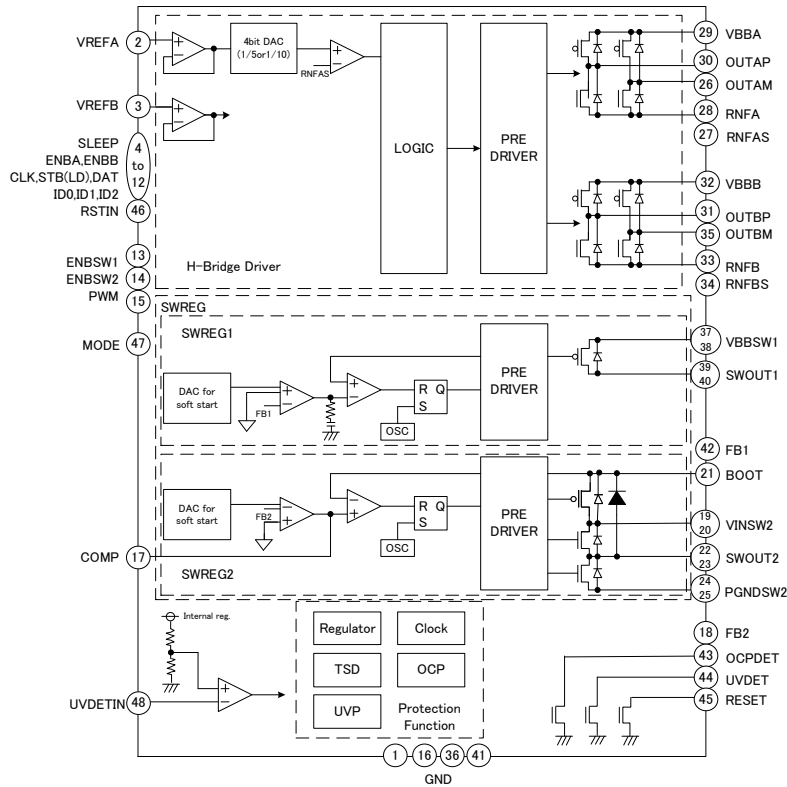 VREFA 2
4bit DAC
(1/5or1/10)
RNFAS
VREFB 3
SLEEP
ENBA,ENBB
CLK,STB(LD),DAT
ID0,ID1,ID2
4
to
12
RSTIN 46
ENBSW1 13
ENBSW2 14
PWM 15
MODE 47
LOGIC
PRE
DRIVER
H-Bridge Driver
29 VBBA
30 OUTAP
26 OUTAM
28 RNFA
27 RNFAS
32 VBBB
31 OUTBP
35 OUTBM
33 RNFB
34 RNFBS
SWREG
SWREG1
DAC for
soft start
+
−
FB1
+
−
R Q
S
OSC
PRE
DRIVER
37
38
VBBSW1
39
40
SWOUT1
42 FB1
21 BOOT
DAC for
soft start
FB2
−
+
−
+
R Q
S
OSC
PRE
DRIVER
19
20
VINSW2
22
23
SWOUT2
24
25
PGNDSW2
COMP 17
SWREG2
18 FB2
43 OCPDET
44 UVDET
45 RESET
Internal reg.
+
−
UVDETIN 48
Regulator
Clock
TSD
OCP
UVP
Protection
Function
1 16 36 41
GND